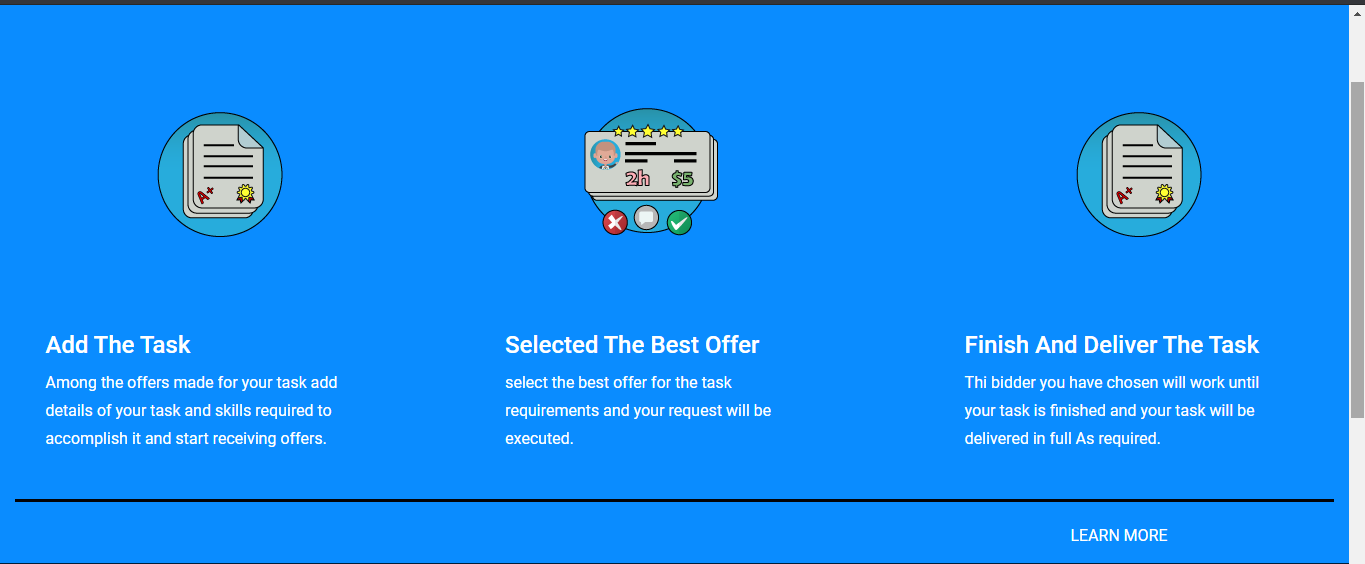 A+
2h $5
A+
Add The Task
Among the offers made for your task add
details of your task and skills required to
accomplish it and start receiving offers.
Selected The Best Offer
select the best offer for the task
requirements and your request will be
executed.
Finish And Deliver The Task
Thi bidder you have chosen will work until
your task is finished and your task will be
delivered in full As required.
LEARN MORE